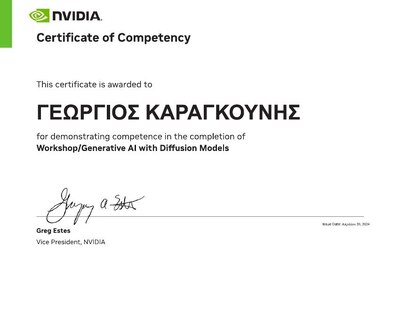 NVIDIA.
Certificate of Competency
This certificate is awarded to
ΓΕΩΡΓΙΟΣ ΚΑΡΑΓΚΟΥΝΗΣ
for demonstrating competence in the completion of
Workshop/Generative AI with Diffusion Models
Greg Estes
Vice President, NVIDIA